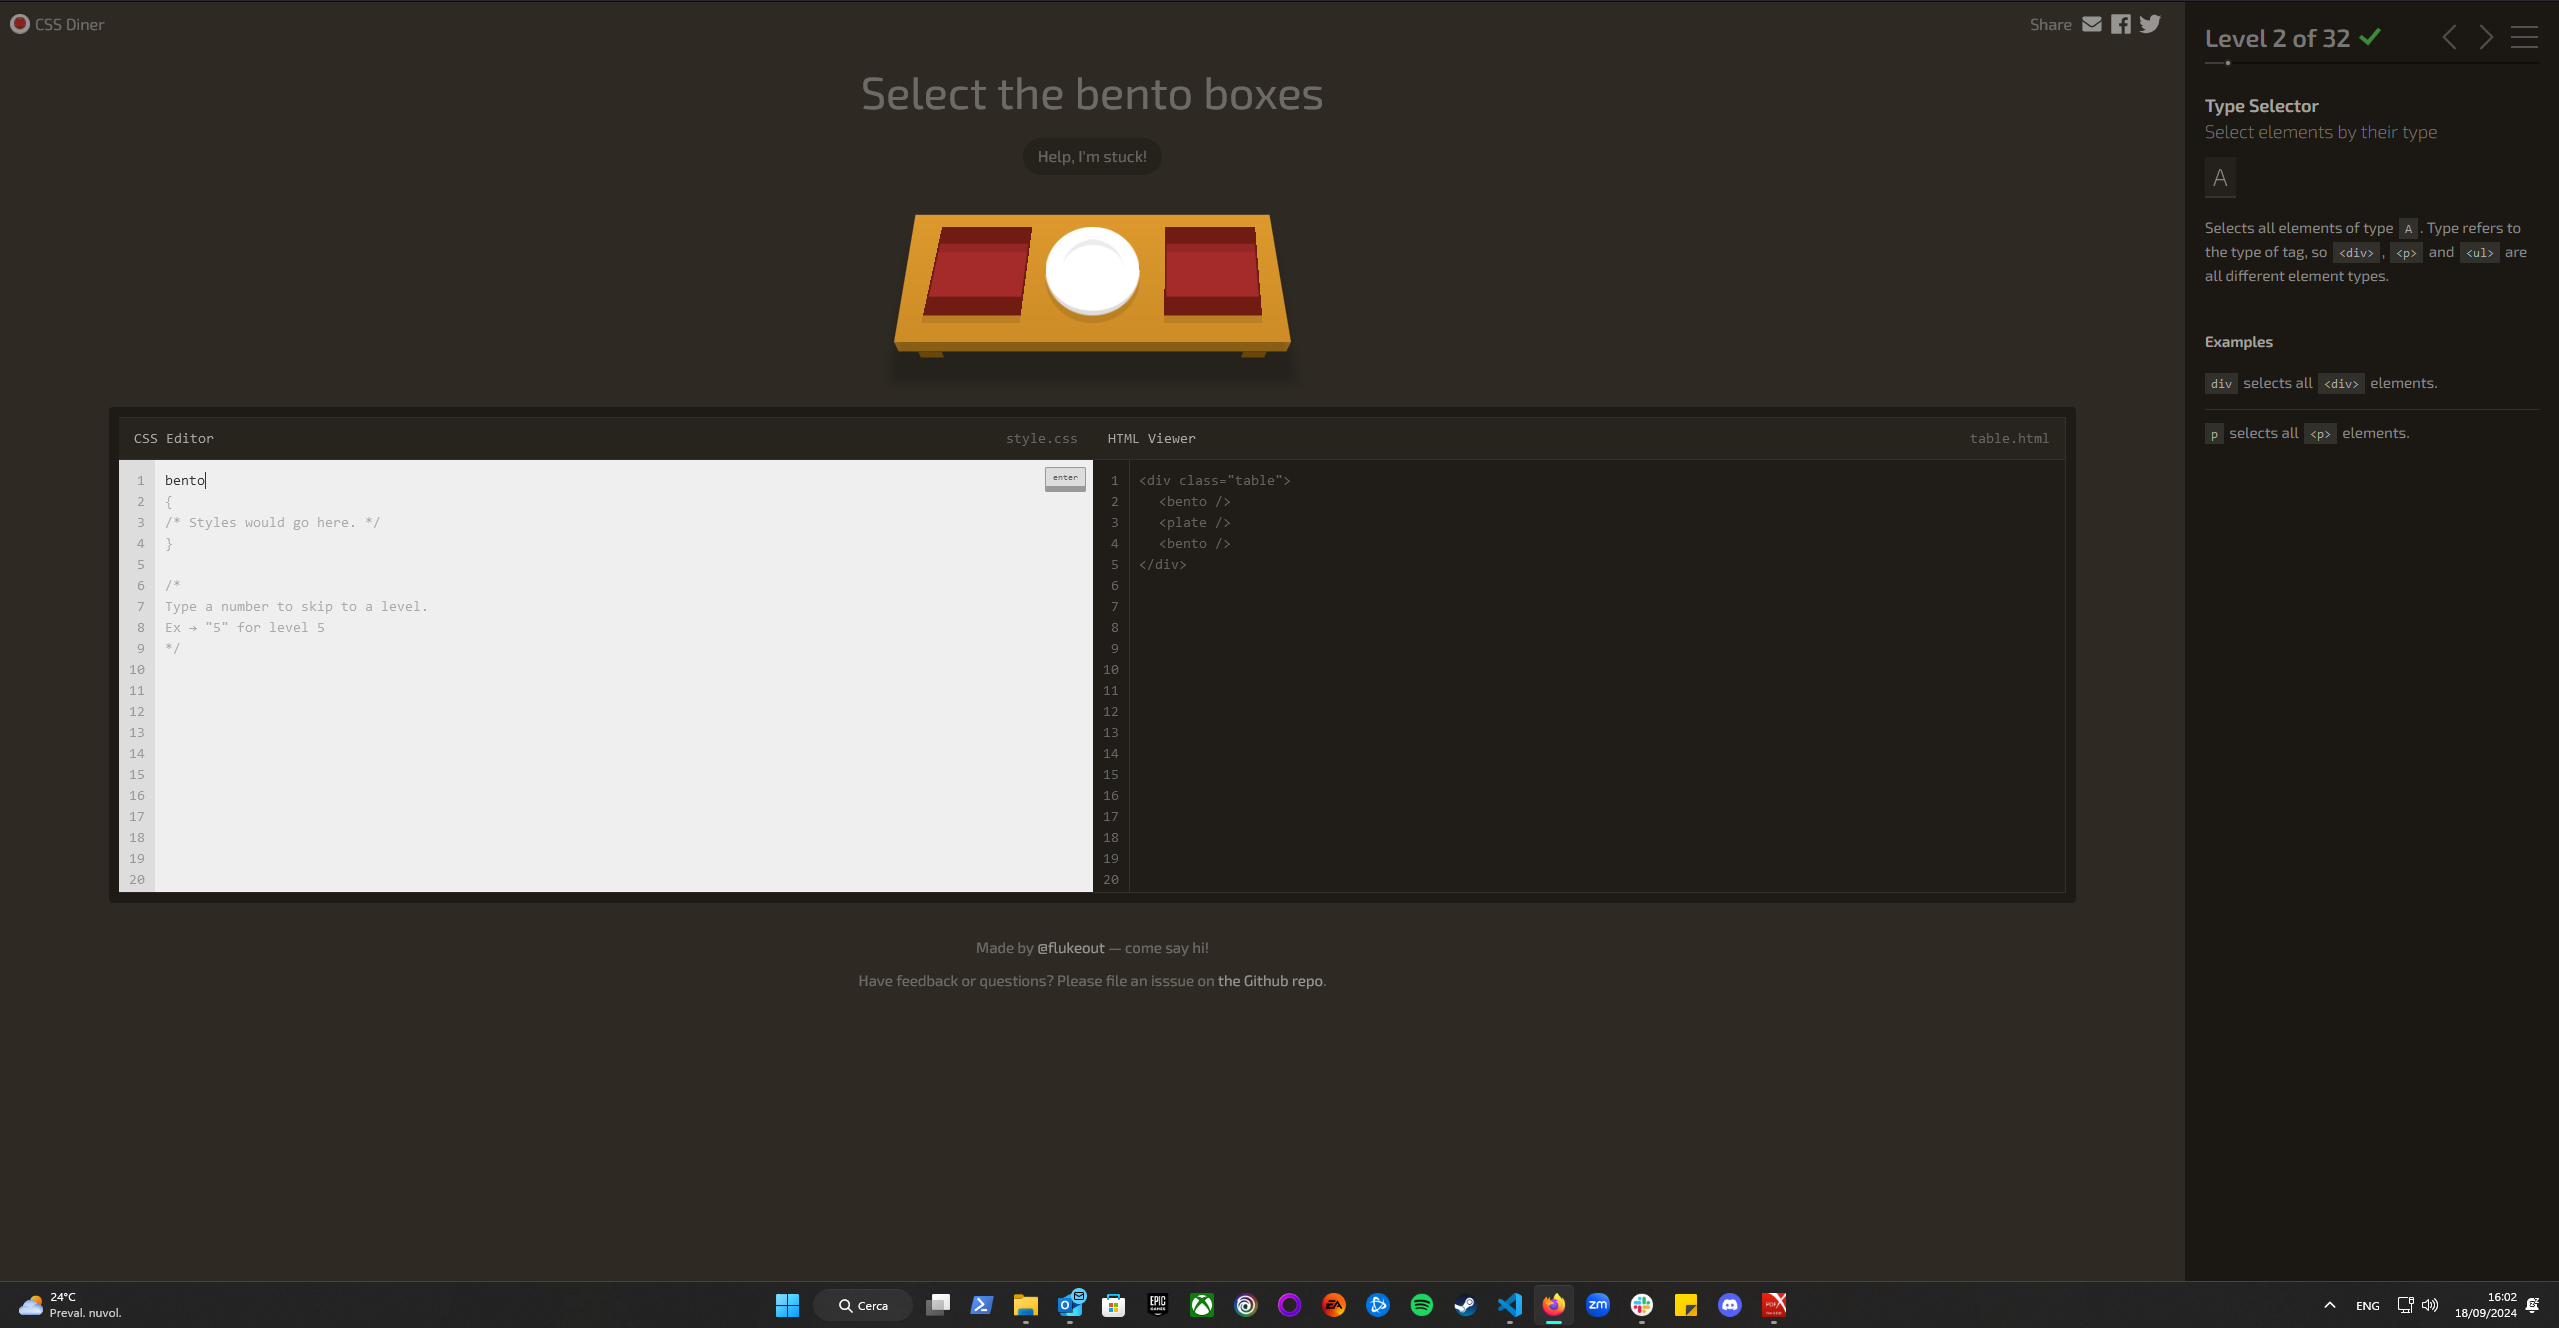 CSS Diner
Share
Select the bento boxes
Help, I'm stuck!
CSS Editor
style.css
enter
1 bento
2 {
3 /* Styles would go here. */
4 }
5
6 /*
7 Type a number to skip to a level.
8 Ex → "5" for level 5
9 */
10
11
12
13
14
15
16
17
18
19
20
HTML Viewer
table.html
1 <div class="table">
2 <bento />
3 <plate />
4 <bento />
5 </div>
6
7
8
9
10
11
12
13
14
15
16
17
18
19
20
Made by @flukeout — come say hi!
Have feedback or questions? Please file an isssue on the Github repo.
Level 2 of 32
Type Selector
Select elements by their type
A
Selects all elements of type A. Type refers to
the type of tag, so <div>, <p> and <ul> are
all different element types.
Examples
div selects all <div> elements.
p selects all <p> elements.
24°C
Preval. nuvol.
Cerca
EPIC GAMES
EA
zm
PDF
ENG
16:02
18/09/2024